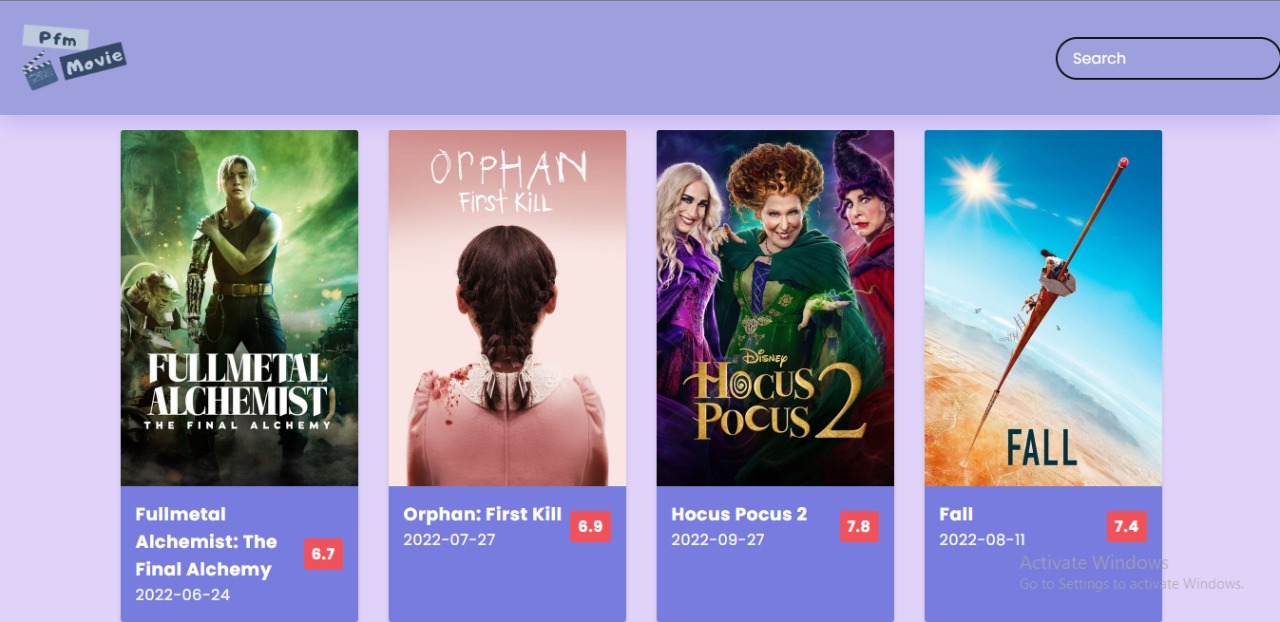 Pfm
Movie
Search
FULLMETAL
ALCHEMIST
THE FINAL ALCHEMY
OrPHAN
First KiLL
Disney
HOCUS
POCUS 2
FALL
Fullmetal
Alchemist: The
Final Alchemy
6.7
2022-06-24
Orphan: First Kill
6.9
2022-07-27
Hocus Pocus 2
7.8
2022-09-27
Fall
7.4
2022-08-11
Activate Windows
Go to Settings to activate Windows.